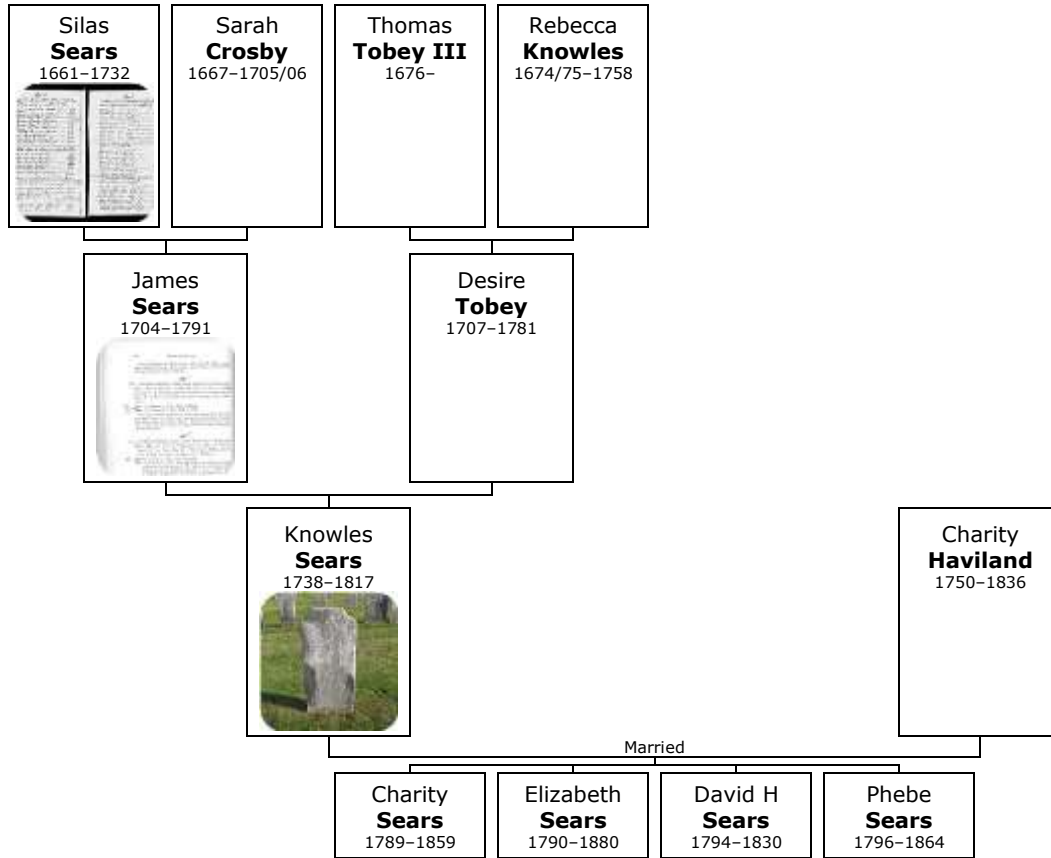 Silas
Sears
1661–1732
Sarah
Crosby
1667–1705/06
Thomas
Tobey III
1676–
Rebecca
Knowles
1674/75–1758
James
Sears
1704–1791
Desire
Tobey
1707–1781
Knowles
Sears
1738–1817
Charity
Haviland
1750–1836
Married
Charity
Sears
1789–1859
Elizabeth
Sears
1790–1880
David H
Sears
1794–1830
Phebe
Sears
1796–1864